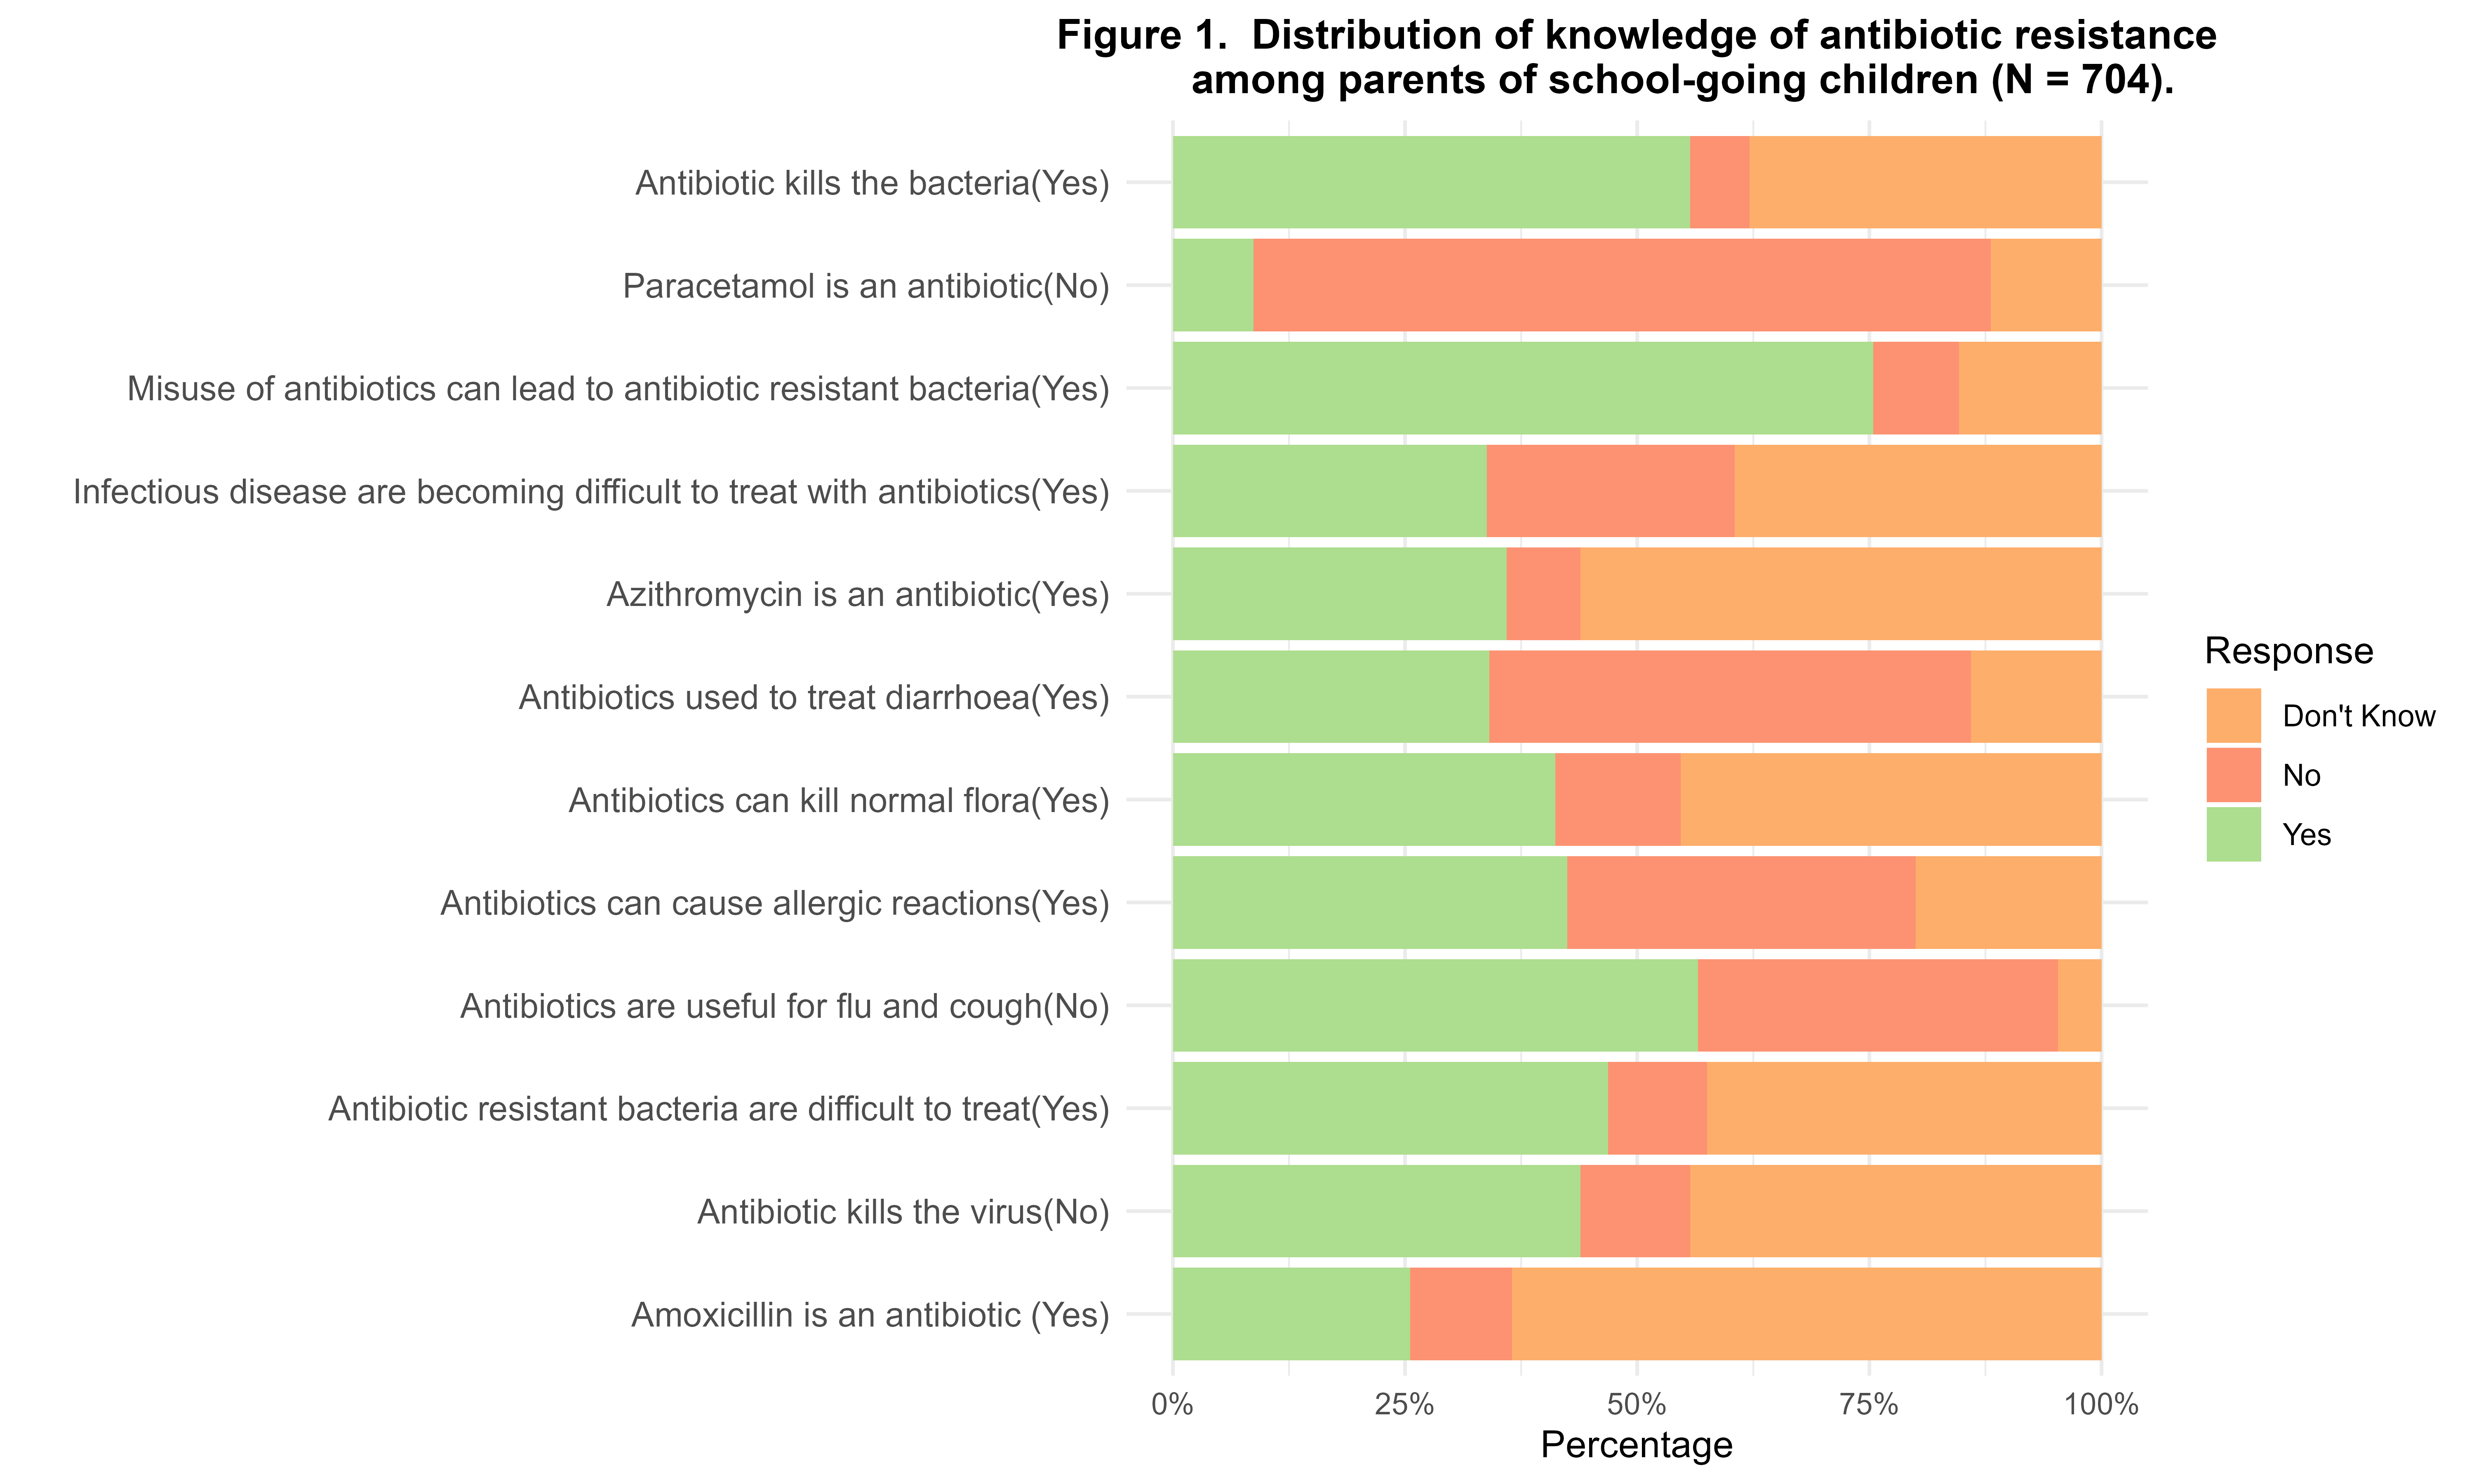 Figure 1.  Distribution of knowledge of antibiotic resistance
among parents of school-going children (N = 704).
Antibiotic kills the bacteria(Yes)
Paracetamol is an antibiotic(No)
Misuse of antibiotics can lead to antibiotic resistant bacteria(Yes)
Infectious disease are becoming difficult to treat with antibiotics(Yes)
Azithromycin is an antibiotic(Yes)
Antibiotics used to treat diarrhoea(Yes)
Antibiotics can kill normal flora(Yes)
Antibiotics can cause allergic reactions(Yes)
Antibiotics are useful for flu and cough(No)
Antibiotic resistant bacteria are difficult to treat(Yes)
Antibiotic kills the virus(No)
Amoxicillin is an antibiotic (Yes)
0% 25% 50% 75% 100%
Percentage
Response
Don't Know
No
Yes